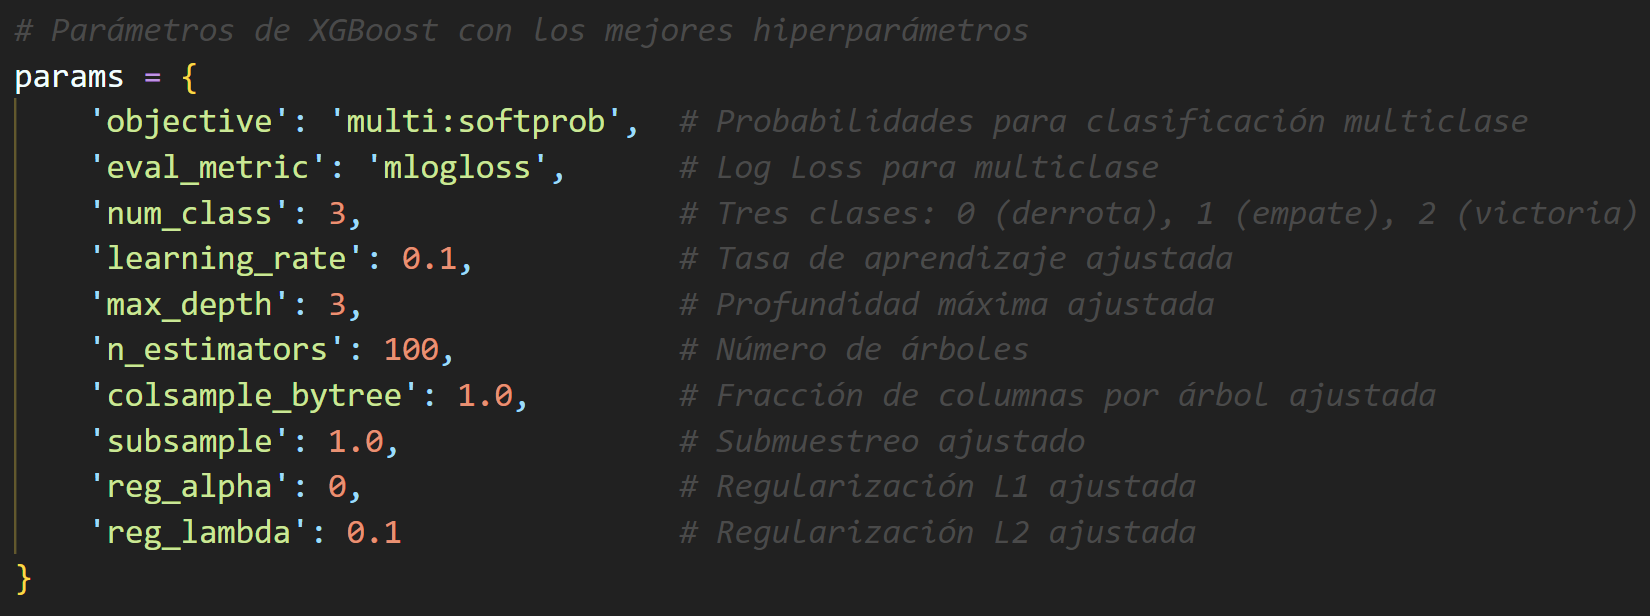 # Parámetros de XGBoost con los mejores hiperparámetros
params = {
    'objective': 'multi:softprob',  # Probabilidades para clasificación multiclase
    'eval_metric': 'mlogloss',      # Log Loss para multiclase
    'num_class': 3,                 # Tres clases: 0 (derrota), 1 (empate), 2 (victoria)
    'learning_rate': 0.1,           # Tasa de aprendizaje ajustada
    'max_depth': 3,                 # Profundidad máxima ajustada
    'n_estimators': 100,            # Número de árboles
    'colsample_bytree': 1.0,        # Fracción de columnas por árbol ajustada
    'subsample': 1.0,               # Submuestreo ajustado
    'reg_alpha': 0,                 # Regularización L1 ajustada
    'reg_lambda': 0.1               # Regularización L2 ajustada
}